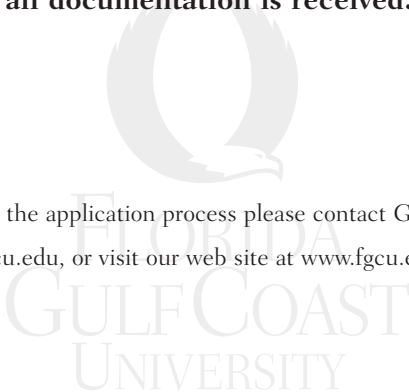 all documentation is received.
the application process please contact G
cu.edu, or visit our web site at www.fgcu.e
FLORIDA
GULF COAST
UNIVERSITY